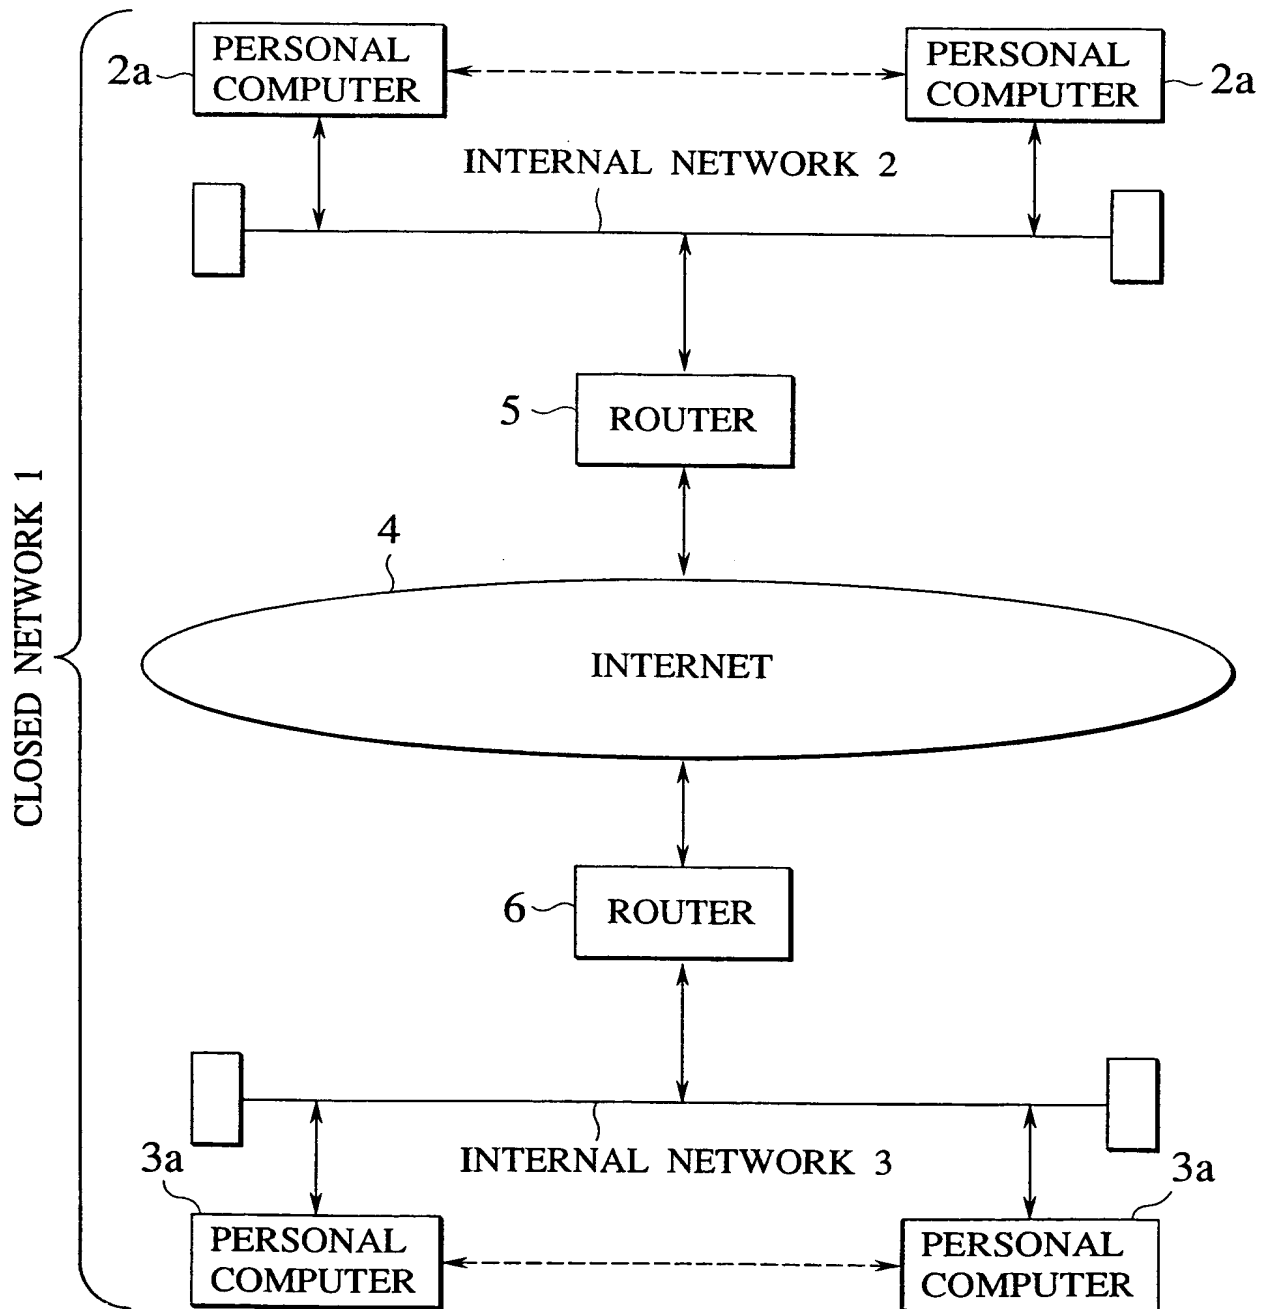 PERSONAL
COMPUTER
2a
PERSONAL
COMPUTER
2a
INTERNAL NETWORK 2
5
ROUTER
4
INTERNET
CLOSED NETWORK 1
6
ROUTER
INTERNAL NETWORK 3
3a
PERSONAL
COMPUTER
3a
PERSONAL
COMPUTER